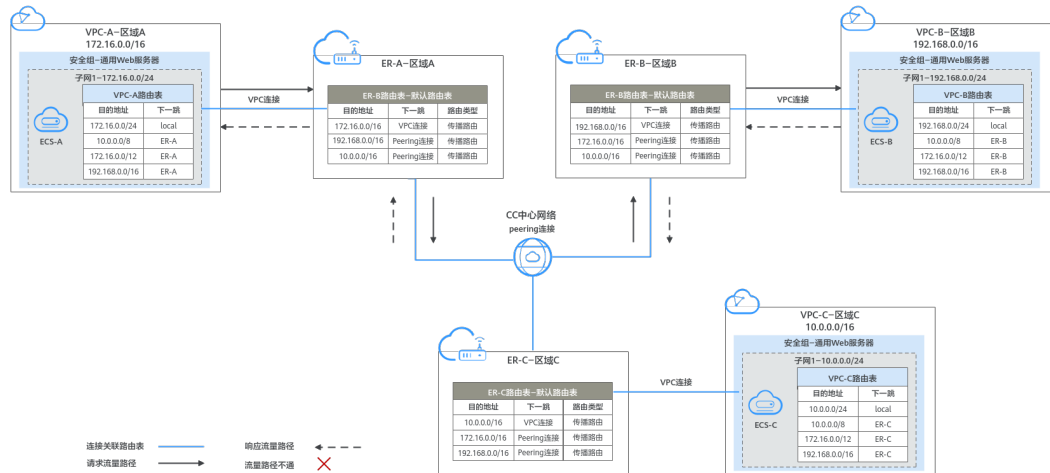 VPC-A-区域A
172.16.0.0/16
安全组-通用Web服务器
子网1-172.16.0.0/24
VPC-A路由表
目的地址 下一跳
172.16.0.0/24 local
10.0.0.0/8 ER-A
172.16.0.0/12 ER-A
192.168.0.0/16 ER-A
ECS-A
VPC连接
ER-A-区域A
ER-B路由表-默认路由表
目的地址 下一跳 路由类型
172.16.0.0/16 VPC连接 传播路由
192.168.0.0/16 Peering连接 传播路由
10.0.0.0/16 Peering连接 传播路由
ER-B-区域B
ER-B路由表-默认路由表
目的地址 下一跳 路由类型
192.168.0.0/16 VPC连接 传播路由
172.16.0.0/16 Peering连接 传播路由
10.0.0.0/16 Peering连接 传播路由
VPC连接
VPC-B-区域B
192.168.0.0/16
安全组-通用Web服务器
子网1-192.168.0.0/24
VPC-B路由表
目的地址 下一跳
192.168.0.0/24 local
10.0.0.0/8 ER-B
172.16.0.0/12 ER-B
192.168.0.0/16 ER-B
ECS-B
CC中心网络
peering连接
ER-C-区域C
ER-C路由表-默认路由表
目的地址 下一跳 路由类型
10.0.0.0/16 VPC连接 传播路由
172.16.0.0/16 Peering连接 传播路由
192.168.0.0/16 Peering连接 传播路由
VPC连接
VPC-C-区域C
10.0.0.0/16
安全组-通用Web服务器
子网1-10.0.0.0/24
VPC-C路由表
目的地址 下一跳
10.0.0.0/24 local
10.0.0.0/8 ER-C
172.16.0.0/12 ER-C
192.168.0.0/16 ER-C
ECS-C
连接关联路由表
响应流量路径
请求流量路径
流量路径不通